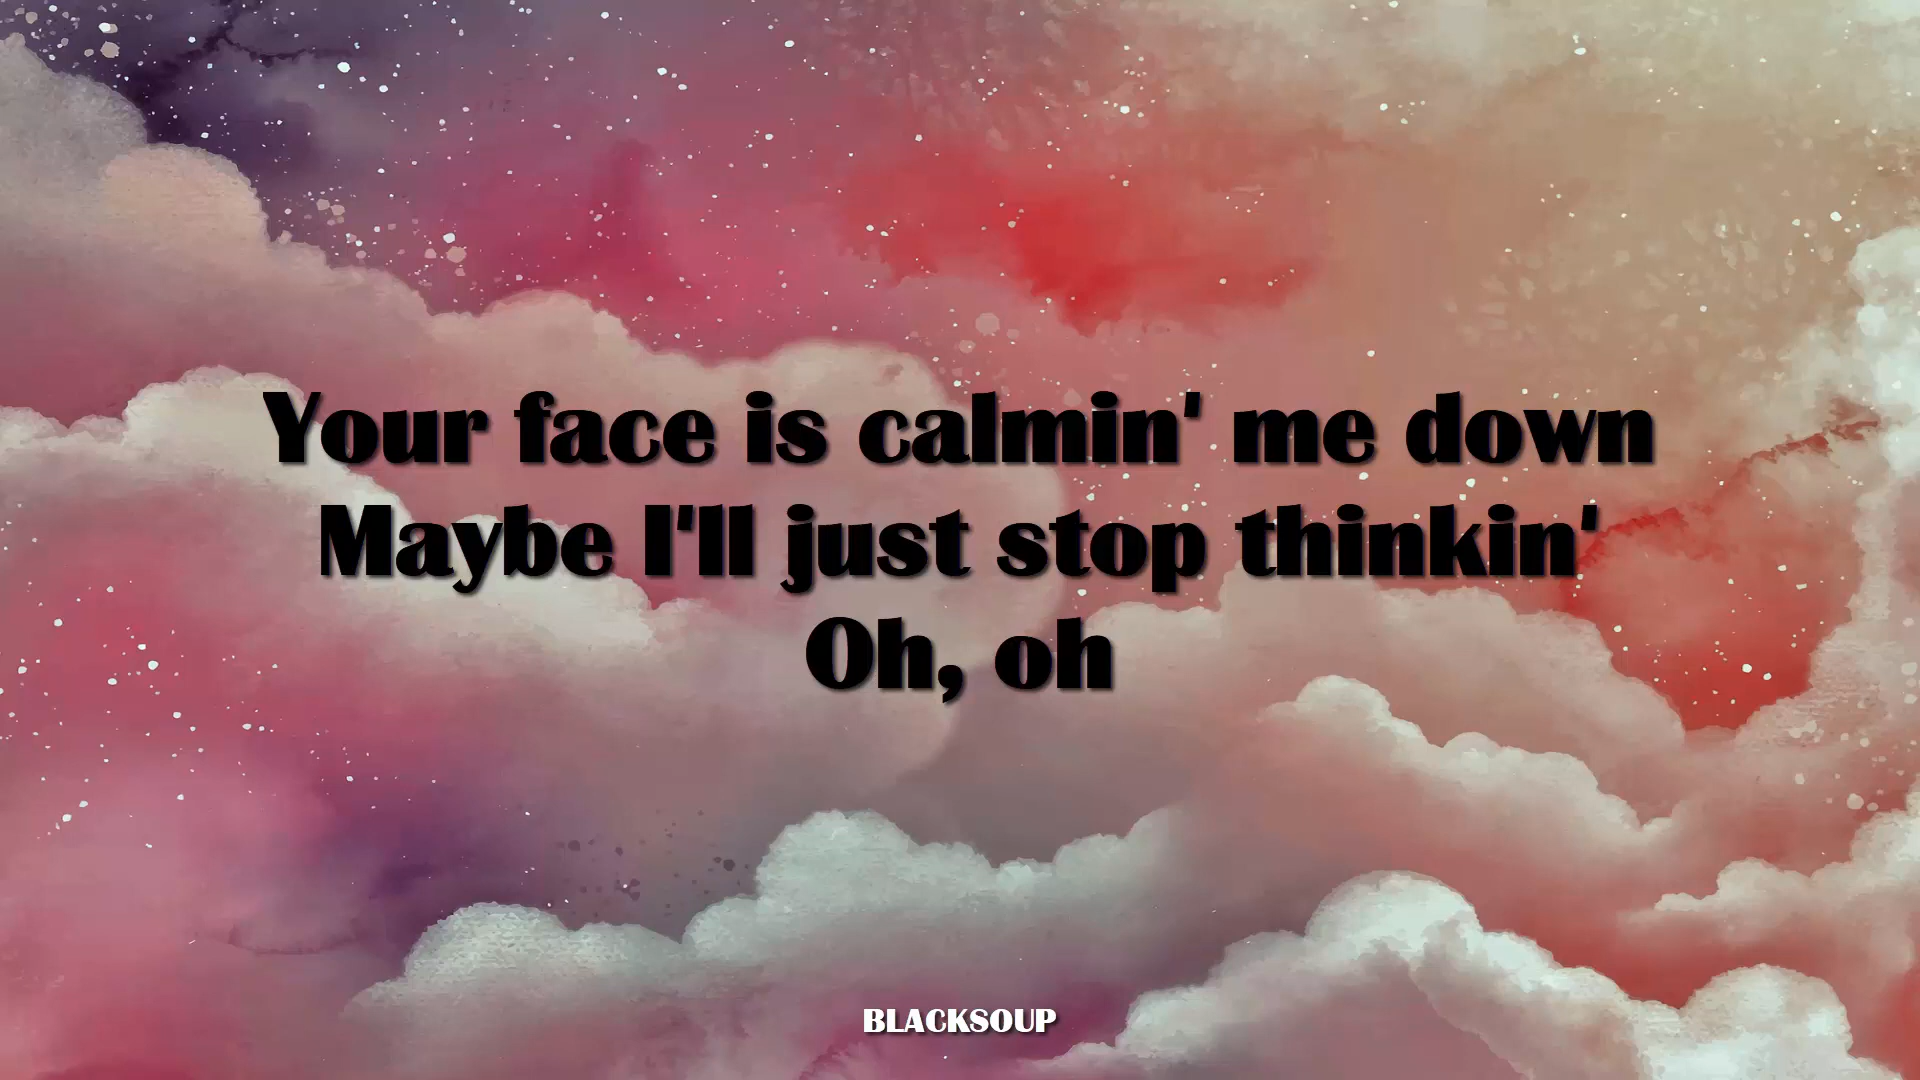 Your face is calmin' me down
Maybe I'll just stop thinkin'
Oh, oh
BLACKSOUP